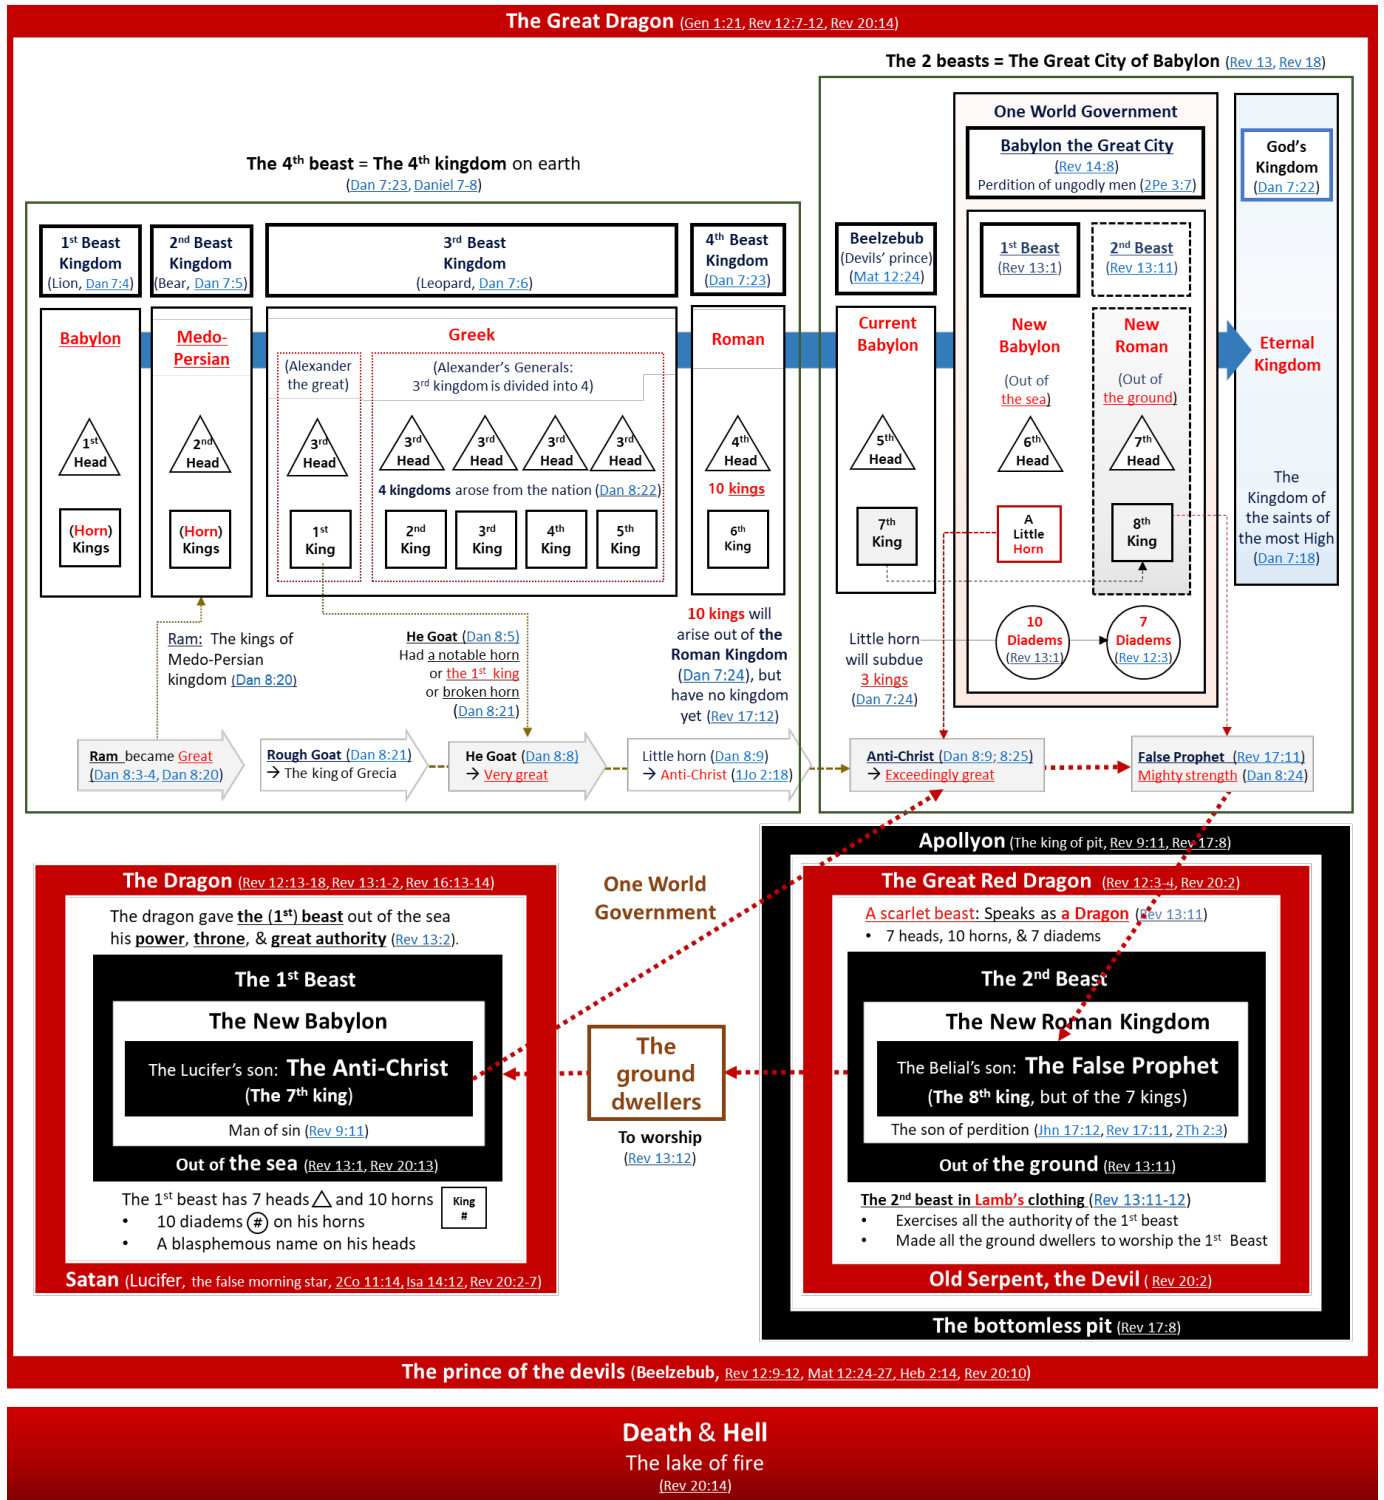 The Great Dragon (Gen 1:21, Rev 12:7-12, Rev 20:14)
The 2 beasts = The Great City of Babylon (Rev 13, Rev 18)
The 4th beast = The 4th kingdom on earth
(Dan 7:23, Daniel 7-8)
1st Beast
Kingdom
(Lion, Dan 7:4)
2nd Beast
Kingdom
(Bear, Dan 7:5)
3rd Beast
Kingdom
(Leopard, Dan 7:6)
4th Beast
Kingdom
(Dan 7:23)
Babylon
Medo-
Persian
Greek
Roman
(Alexander
the great)
(Alexander's Generals:
3rd kingdom is divided into 4)
1st
Head
2nd
Head
3rd
Head
3rd
Head
3rd
Head
3rd
Head
3rd
Head
4th
Head
4 kingdoms arose from the nation (Dan 8:22)
10 kings
(Horn)
Kings
(Horn)
Kings
1st
King
2nd
King
3rd
King
4th
King
5th
King
6th
King
Ram: The kings of
Medo-Persian
kingdom (Dan 8:20)
He Goat (Dan 8:5)
Had a notable horn
or the 1st king
or broken horn
(Dan 8:21)
10 kings will
arise out of the
Roman Kingdom
(Dan 7:24), but
have no kingdom
yet (Rev 17:12)
Ram became Great
(Dan 8:3-4, Dan 8:20)
Rough Goat (Dan 8:21)
→ The king of Grecia
He Goat (Dan 8:8)
→ Very great
Little horn (Dan 8:9)
→ Anti-Christ (1Jo 2:18)
One World Government
Babylon the Great City
(Rev 14:8)
Perdition of ungodly men (2Pe 3:7)
God's
Kingdom
(Dan 7:22)
Beelzebub
(Devils' prince)
(Mat 12:24)
1st Beast
(Rev 13:1)
2nd Beast
(Rev 13:11)
Current
Babylon
New
Babylon
New
Roman
Eternal
Kingdom
(Out of
the sea)
(Out of
the ground)
5th
Head
6th
Head
7th
Head
7th
King
A
Little
Horn
8th
King
The
Kingdom of
the saints of
the most High
(Dan 7:18)
Little horn
will subdue
3 kings
(Dan 7:24)
10
Diadems
(Rev 13:1)
7
Diadems
(Rev 12:3)
Anti-Christ (Dan 8:9; 8:25)
→ Exceedingly great
False Prophet (Rev 17:11)
Mighty strength (Dan 8:24)
The Dragon (Rev 12:13-18, Rev 13:1-2, Rev 16:13-14)
The dragon gave the (1st) beast out of the sea
his power, throne, & great authority (Rev 13:2).
The 1st Beast
The New Babylon
The Lucifer's son: The Anti-Christ
(The 7th king)
Man of sin (Rev 9:11)
Out of the sea (Rev 13:1, Rev 20:13)
The 1st beast has 7 heads and 10 horns
King
#
• 10 diadems # on his horns
• A blasphemous name on his heads
Satan (Lucifer, the false morning star, 2Co 11:14, Isa 14:12, Rev 20:2-7)
One World
Government
The
ground
dwellers
To worship
(Rev 13:12)
Apollyon (The king of pit, Rev 9:11, Rev 17:8)
The Great Red Dragon (Rev 12:3-4, Rev 20:2)
A scarlet beast: Speaks as a Dragon (Rev 13:11)
• 7 heads, 10 horns, & 7 diadems
The 2nd Beast
The New Roman Kingdom
The Belial's son: The False Prophet
(The 8th king, but of the 7 kings)
The son of perdition (Jhn 17:12, Rev 17:11, 2Th 2:3)
Out of the ground (Rev 13:11)
The 2nd beast in Lamb's clothing (Rev 13:11-12)
• Exercises all the authority of the 1st beast
• Made all the ground dwellers to worship the 1st Beast
Old Serpent, the Devil ( Rev 20:2)
The bottomless pit (Rev 17:8)
The prince of the devils (Beelzebub, Rev 12:9-12, Mat 12:24-27, Heb 2:14, Rev 20:10)
Death & Hell
The lake of fire
(Rev 20:14)